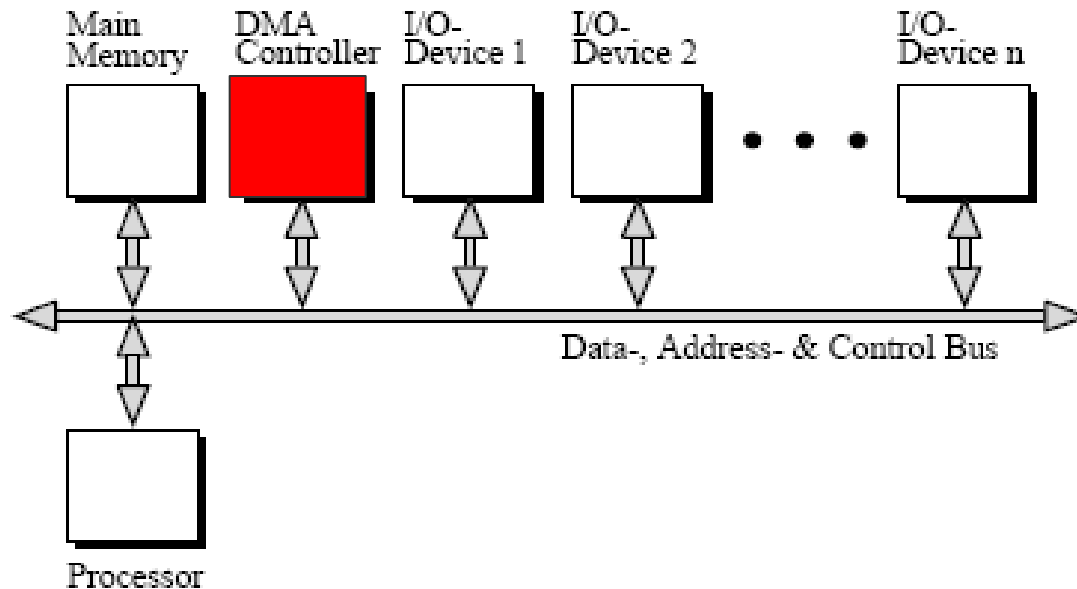 Main
Memory
DMA
Controller
I/O-
Device 1
I/O-
Device 2
I/O-
Device n
Data-, Address- & Control Bus
Processor